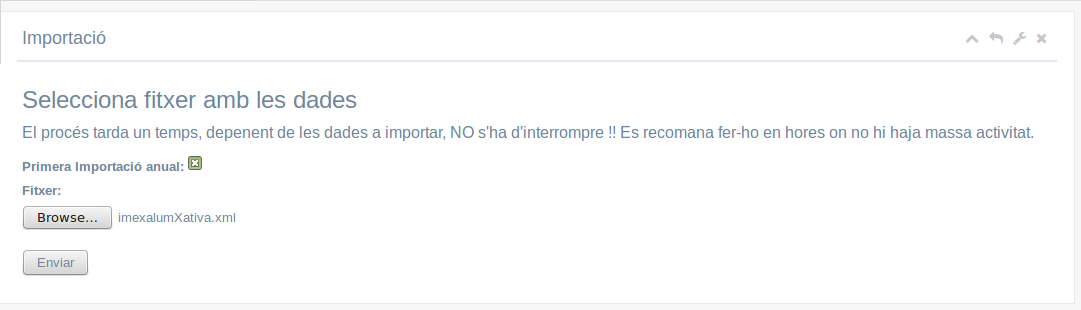 Importació
Selecciona fitxer amb les dades
El procés tarda un temps, depenent de les dades a importar, NO s'ha d'interrompre !! Es recomana fer-ho en hores on no hi haja massa activitat.
Primera Importació anual:
Fitxer:
Browse... imexalumXativa.xml
Enviar